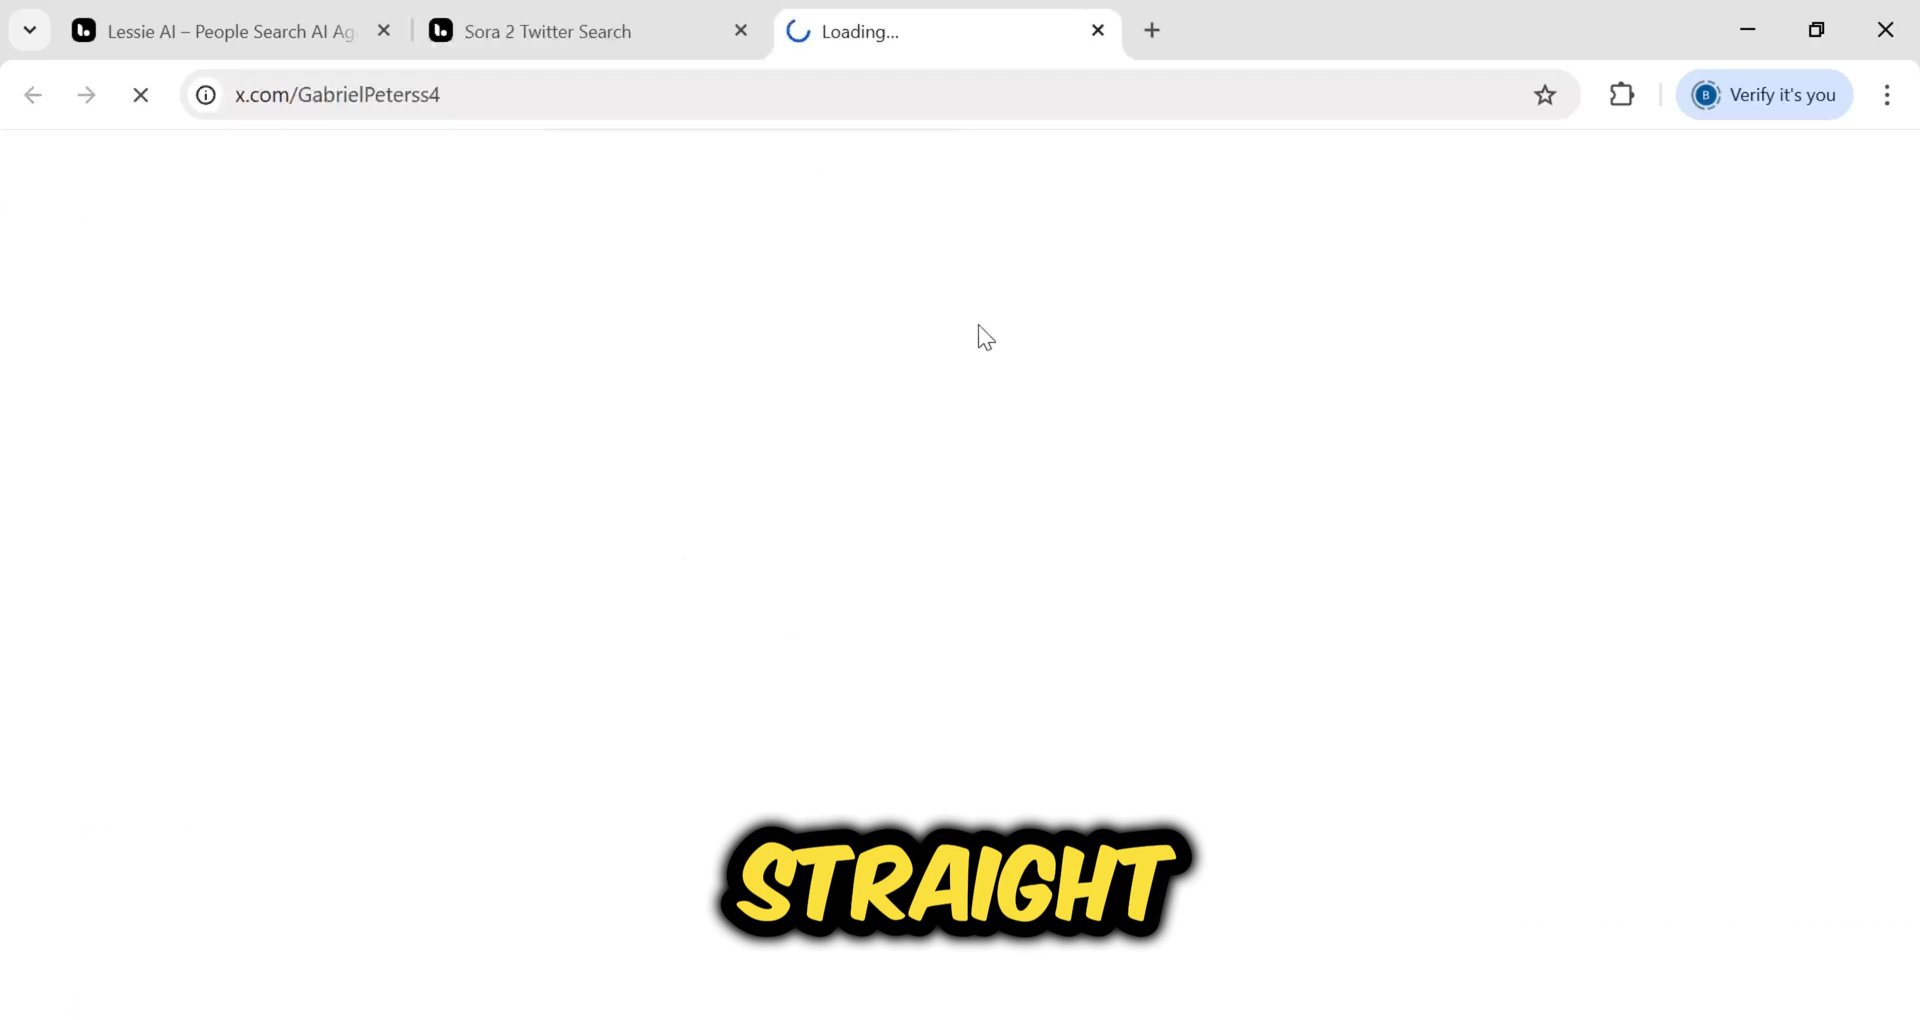 Lessie AI – People Search AI Ag
Sora 2 Twitter Search
Loading...
x.com/GabrielPeterss4
B
Verify it's you
STRAIGHT